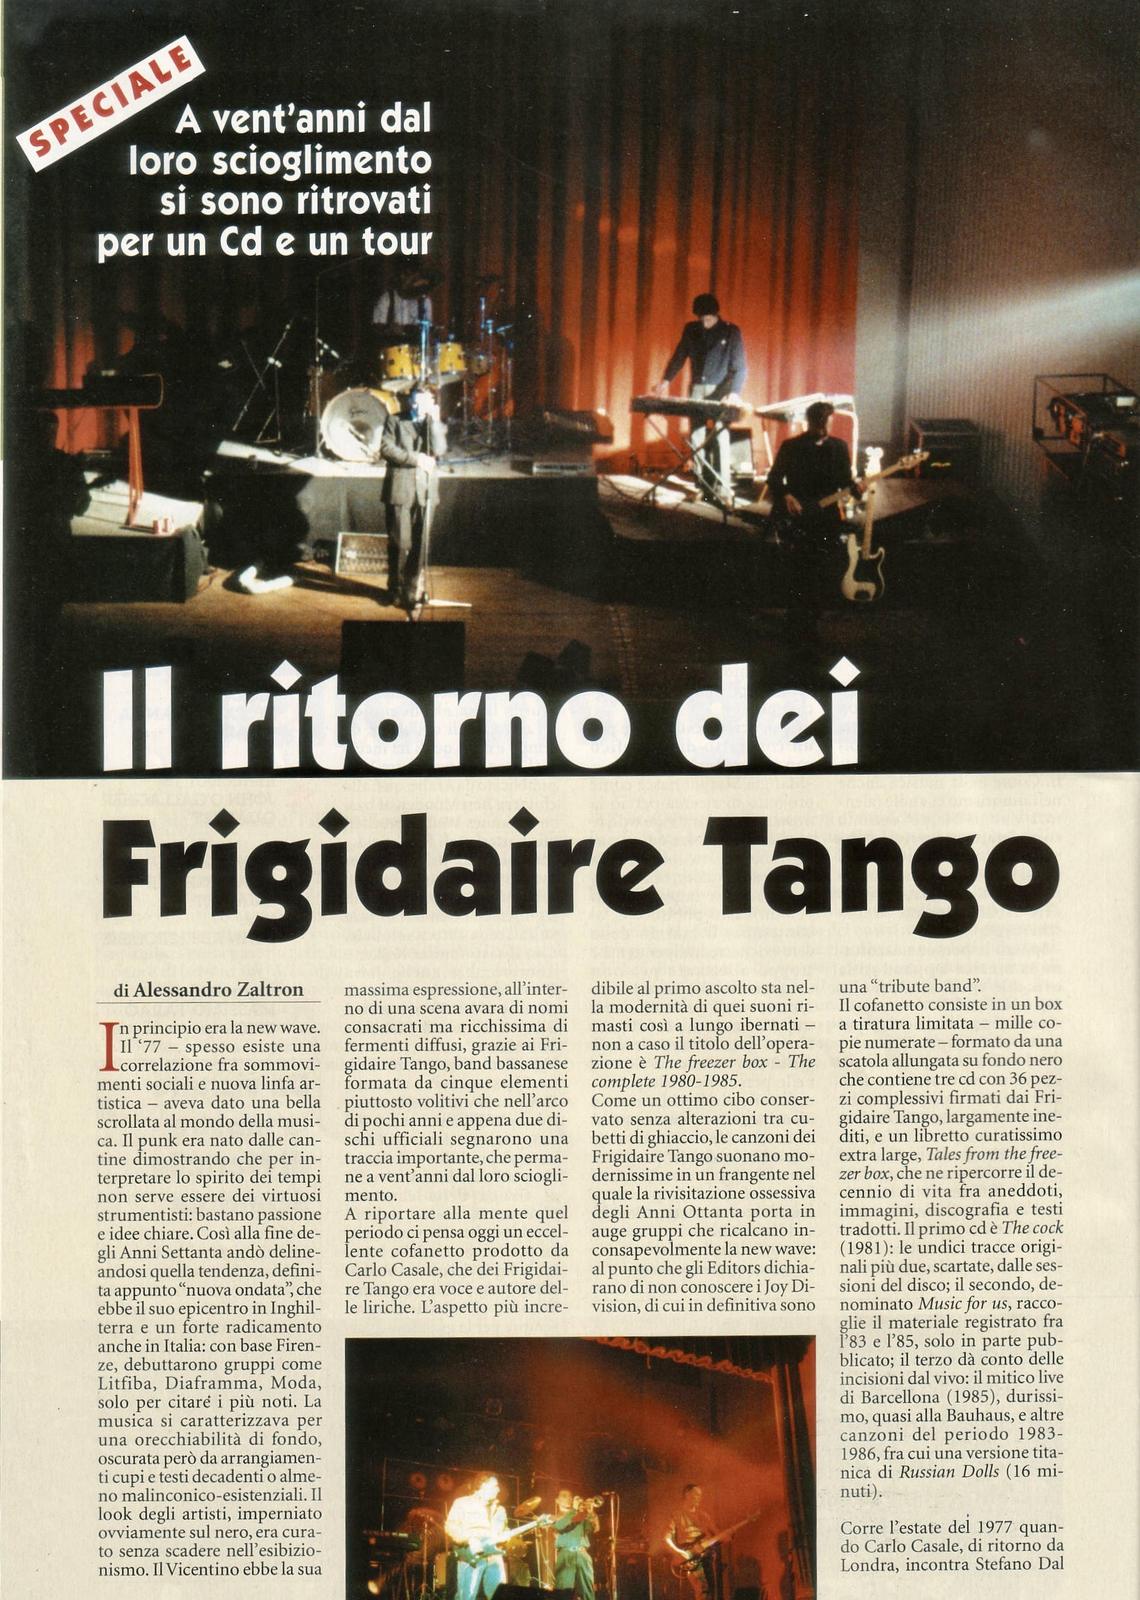 SPECIALE
A vent'anni dal
loro scioglimento
si sono ritrovati
per un Cd e un tour
Il ritorno dei
Frigidaire Tango
di Alessandro Zaltron
In principio era la new wave.
Il '77 – spesso esiste una
correlazione fra sommovi-
menti sociali e nuova linfa ar-
tistica – aveva dato una bella
scrollata al mondo della musi-
ca. Il punk era nato dalle can-
tine dimostrando che per in-
terpretare lo spirito dei tempi
non serve essere dei virtuosi
strumentisti: bastano passione
e idee chiare. Così alla fine de-
gli Anni Settanta andò deline-
andosi quella tendenza, defini-
ta appunto “nuova ondata”, che
ebbe il suo epicentro in Inghil-
terra e un forte radicamento
anche in Italia: con base Firen-
ze, debuttarono gruppi come
Litfiba, Diaframma, Moda,
solo per citare i più noti. La
musica si caratterizzava per
una orecchiabilità di fondo,
oscurata però da arrangiamen-
ti cupi e testi decadenti o alme-
no malinconico-esistenziali. Il
look degli artisti, imperniato
ovviamente sul nero, era cura-
to senza scadere nell'esibizio-
nismo. Il Vicentino ebbe la sua
massima espressione, all'inter-
no di una scena avara di nomi
consacrati ma ricchissima di
fermenti diffusi, grazie ai Fri-
gidaire Tango, band bassanese
formata da cinque elementi
piuttosto volitivi che nell'arco
di pochi anni e appena due di-
schi ufficiali segnarono una
traccia importante, che perma-
ne a vent'anni dal loro sciogli-
mento.
A riportare alla mente quel
periodo ci pensa oggi un eccel-
lente cofanetto prodotto da
Carlo Casale, che dei Frigidai-
re Tango era voce e autore del-
le liriche. L'aspetto più incre-
dibile al primo ascolto sta nel-
la modernità di quei suoni ri-
masti così a lungo ibernati –
non a caso il titolo dell'opera-
zione è The freezer box - The
complete 1980-1985.
Come un ottimo cibo conser-
vato senza alterazioni tra cu-
betti di ghiaccio, le canzoni dei
Frigidaire Tango suonano mo-
dernissime in un frangente nel
quale la rivisitazione ossessiva
degli Anni Ottanta porta in
auge gruppi che ricalcano in-
consapevolmente la new wave:
al punto che gli Editors dichia-
rano di non conoscere i Joy Di-
vision, di cui in definitiva sono
una “tribute band”.
Il cofanetto consiste in un box
a tiratura limitata – mille co-
pie numerate – formato da una
scatola allungata su fondo nero
che contiene tre cd con 36 pez-
zi complessivi firmati dai Fri-
gidaire Tango, largamente ine-
diti, e un libretto curatissimo
extra large, Tales from the free-
zer box, che ne ripercorre il de-
cennio di vita fra aneddoti,
immagini, discografia e testi
tradotti. Il primo cd è The cock
(1981): le undici tracce origi-
nali più due, scartate, dalle ses-
sioni del disco; il secondo, de-
nominato Music for us, racco-
glie il materiale registrato fra
l'83 e l'85, solo in parte pub-
blicato; il terzo dà conto delle
incisioni dal vivo: il mitico live
di Barcellona (1985), durissi-
mo, quasi alla Bauhaus, e altre
canzoni del periodo 1983-
1986, fra cui una versione tita-
nica di Russian Dolls (16 mi-
nuti).
Corre l'estate del 1977 quan-
do Carlo Casale, di ritorno da
Londra, incontra Stefano Dal